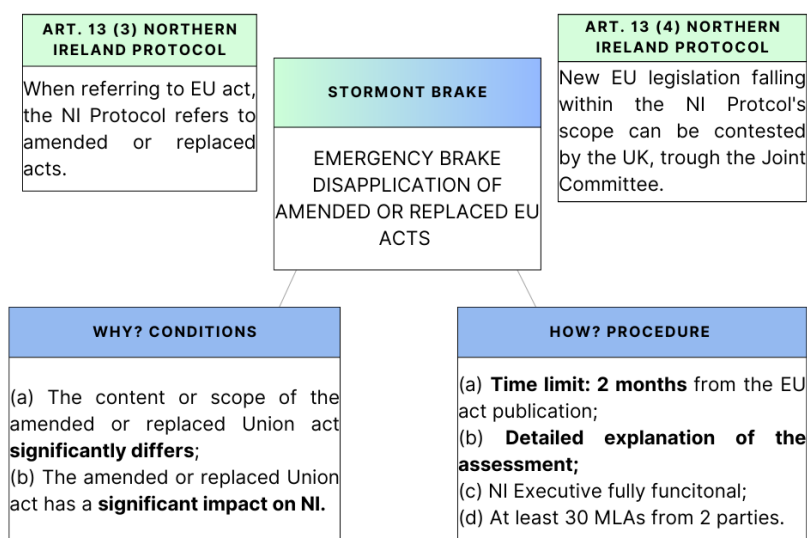 ART. 13 (3) NORTHERN
IRELAND PROTOCOL
When referring to EU act,
the NI Protocol refers to
amended or replaced
acts.
STORMONT BRAKE
EMERGENCY BRAKE
DISAPPLICATION OF
AMENDED OR REPLACED EU
ACTS
ART. 13 (4) NORTHERN
IRELAND PROTOCOL
New EU legislation falling
within the NI Protcol's
scope can be contested
by the UK, trough the Joint
Committee.
WHY? CONDITIONS
(a) The content or scope of the
amended or replaced Union act
significantly differs;
(b) The amended or replaced Union
act has a significant impact on NI.
HOW? PROCEDURE
(a) Time limit: 2 months from the EU
act publication;
(b) Detailed explanation of the
assessment;
(c) NI Executive fully funcitonal;
(d) At least 30 MLAs from 2 parties.